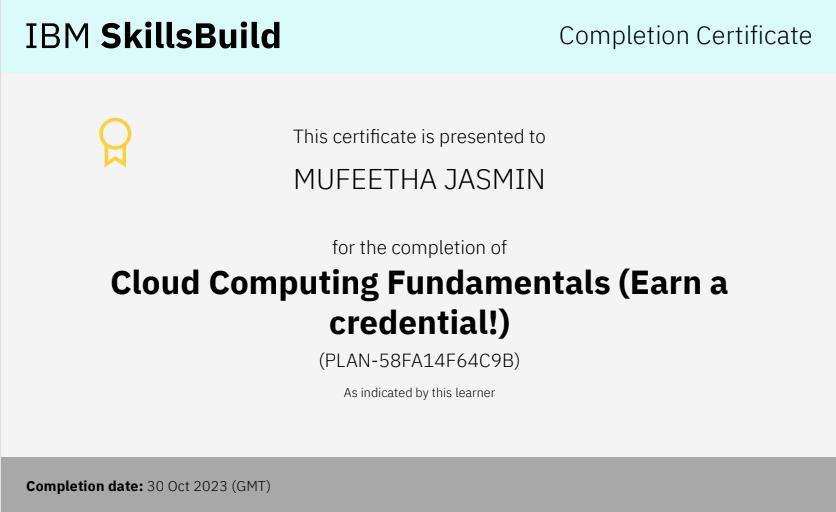 IBM SkillsBuild
Completion Certificate
This certificate is presented to
MUFEETHA JASMIN
for the completion of
Cloud Computing Fundamentals (Earn a
credential!)
(PLAN-58FA14F64C9B)
As indicated by this learner
Completion date: 30 Oct 2023 (GMT)